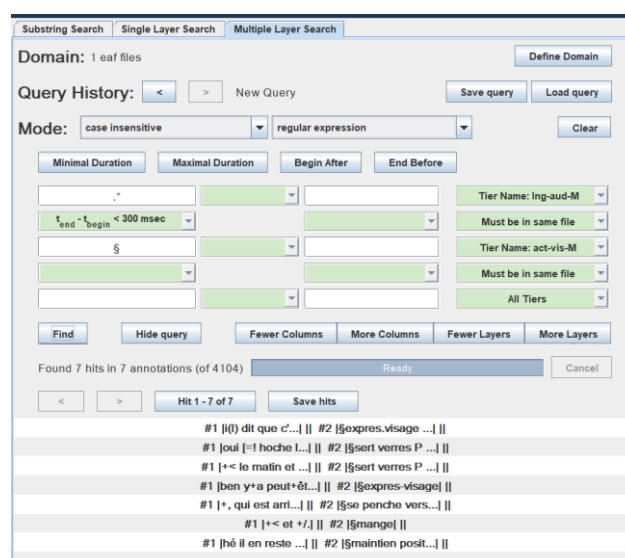 Substring Search Single Layer Search Multiple Layer Search
Domain: 1 eaf files Define Domain
Query History: < > New Query Save query Load query
Mode: case insensitive regular expression Clear
Minimal Duration Maximal Duration Begin After End Before
.* Tier Name: lng-aud-M
t end - t begin < 300 msec Must be in same file
§ Tier Name: act-vis-M
Must be in same file
All Tiers
Find Hide query Fewer Columns More Columns Fewer Layers More Layers
Found 7 hits in 7 annotations (of 4104) Ready Cancel
< > Hit 1 - 7 of 7 Save hits
#1 |i(l) dit que c'...| || #2 |§expres.visage ...| ||
#1 |oui [=! hoche l...| || #2 |§sert verres P ...| ||
#1 |+< le matin et ...| || #2 |§sert verres P ...| ||
#1 |ben y+a peut+êt...| || #2 |§expres-visage| ||
#1 |+, qui est arri...| || #2 |§se penche vers...| ||
#1 |+< et +/.| || #2 |§mange| ||
#1 |hé il en reste ...| || #2 |§maintien posit...| ||